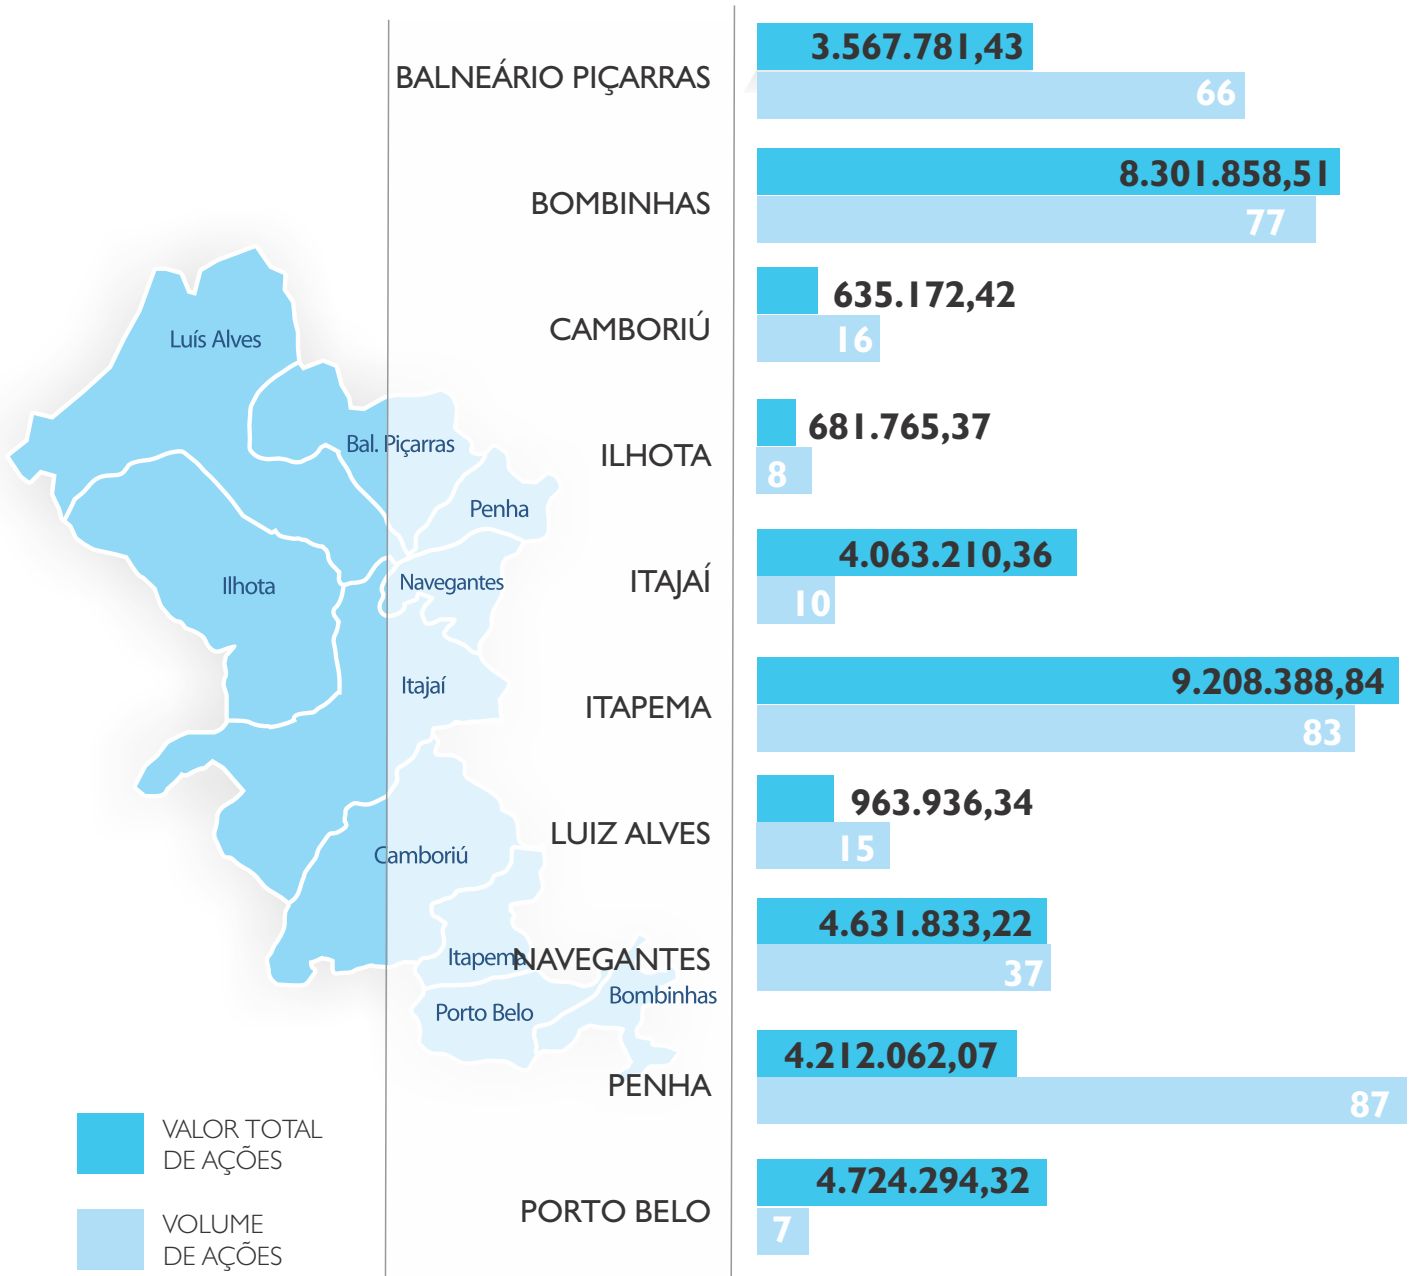 BALNEÁRIO PIÇARRAS
3.567.781,43
66
BOMBINHAS
8.301.858,51
77
CAMBORIÚ
635.172,42
16
ILHOTA
681.765,37
8
ITAJAÍ
4.063.210,36
10
ITAPEMA
9.208.388,84
83
LUIZ ALVES
963.936,34
15
NAVEGANTES
4.631.833,22
37
PENHA
4.212.062,07
87
PORTO BELO
4.724.294,32
7
Luís Alves
Bal. Piçarras
Penha
Ilhota
Navegantes
Itajaí
Camboriú
Itapema
Bombinhas
Porto Belo
VALOR TOTAL
DE AÇÕES
VOLUME
DE AÇÕES